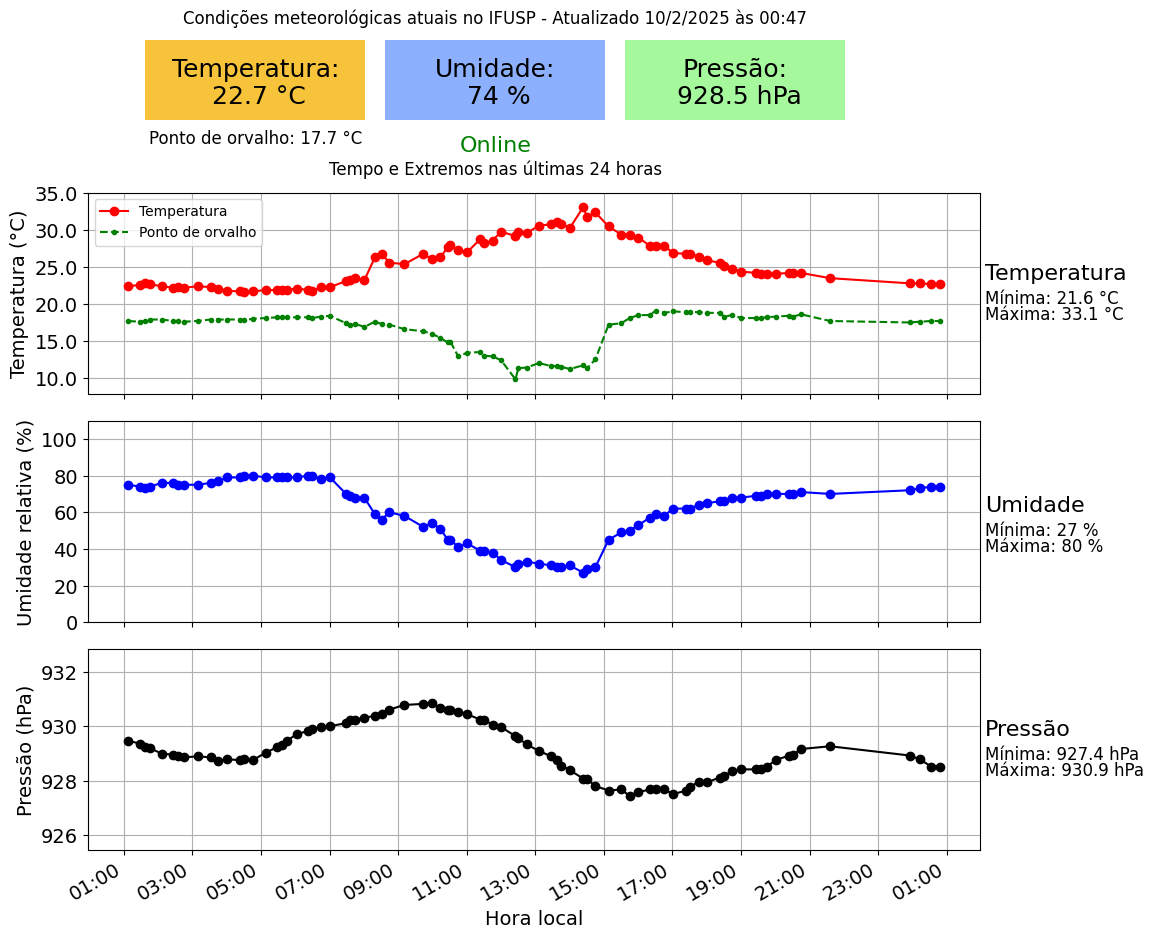 Condições meteorológicas atuais no IFUSP - Atualizado 10/2/2025 às 00:47
Temperatura:
22.7 °C
Umidade:
74 %
Pressão:
928.5 hPa
Ponto de orvalho: 17.7 °C
Online
Tempo e Extremos nas últimas 24 horas
Temperatura (°C)
35.0
30.0
25.0
20.0
15.0
10.0
Temperatura
Ponto de orvalho
Temperatura
Mínima: 21.6 °C
Máxima: 33.1 °C
Umidade relativa (%)
100
80
60
40
20
0
Umidade
Mínima: 27 %
Máxima: 80 %
Pressão (hPa)
932
930
928
926
Pressão
Mínima: 927.4 hPa
Máxima: 930.9 hPa
01:00 03:00 05:00 07:00 09:00 11:00 13:00 15:00 17:00 19:00 21:00 23:00 01:00
Hora local